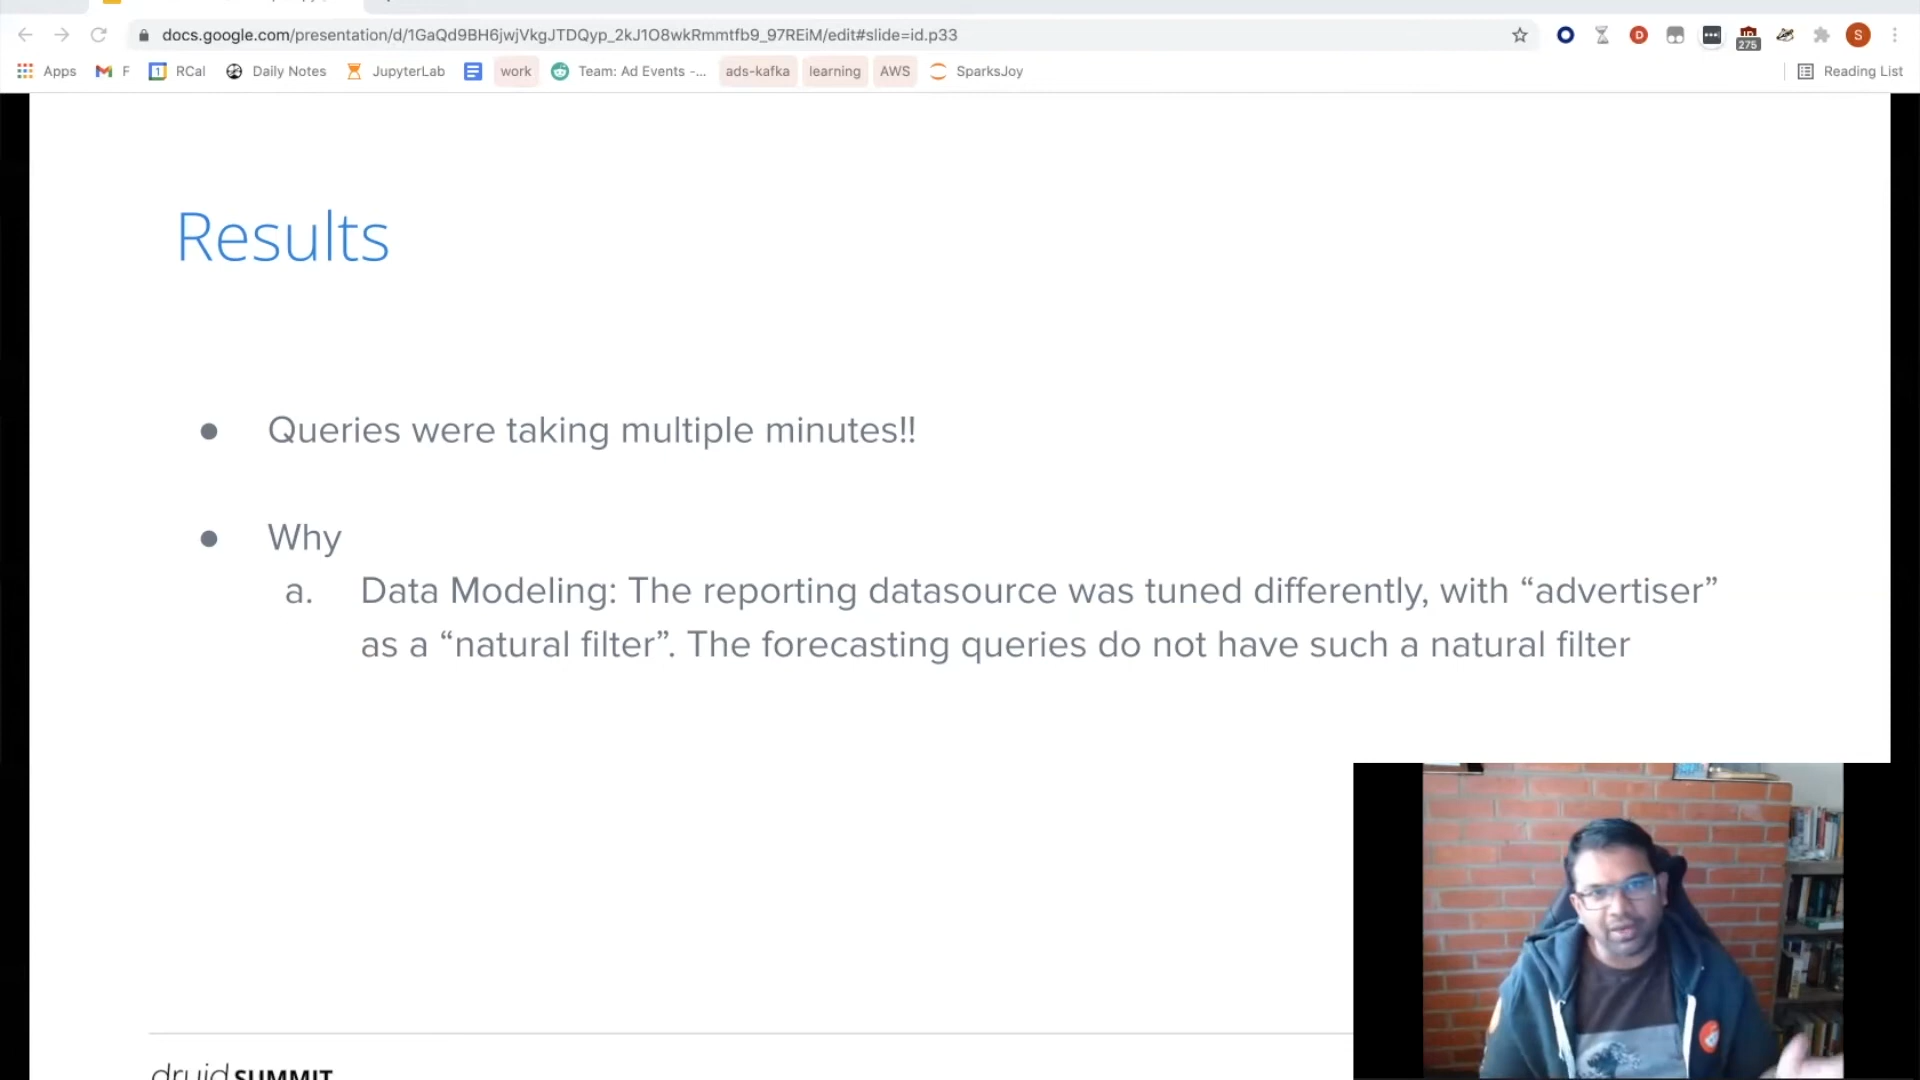 docs.google.com/presentation/d/1GaQd9BH6jwjVkgJTDQyp_2kJ1O8wkRmmtfb9_97REiM/edit#slide=id.p33
D
275
S
Apps
F
1
RCal
Daily Notes
JupyterLab
work
Team: Ad Events -...
ads-kafka
learning
AWS
SparksJoy
Reading List
Results
● Queries were taking multiple minutes!!
● Why
a. Data Modeling: The reporting datasource was tuned differently, with “advertiser”
as a “natural filter”. The forecasting queries do not have such a natural filter
druid SUMMIT